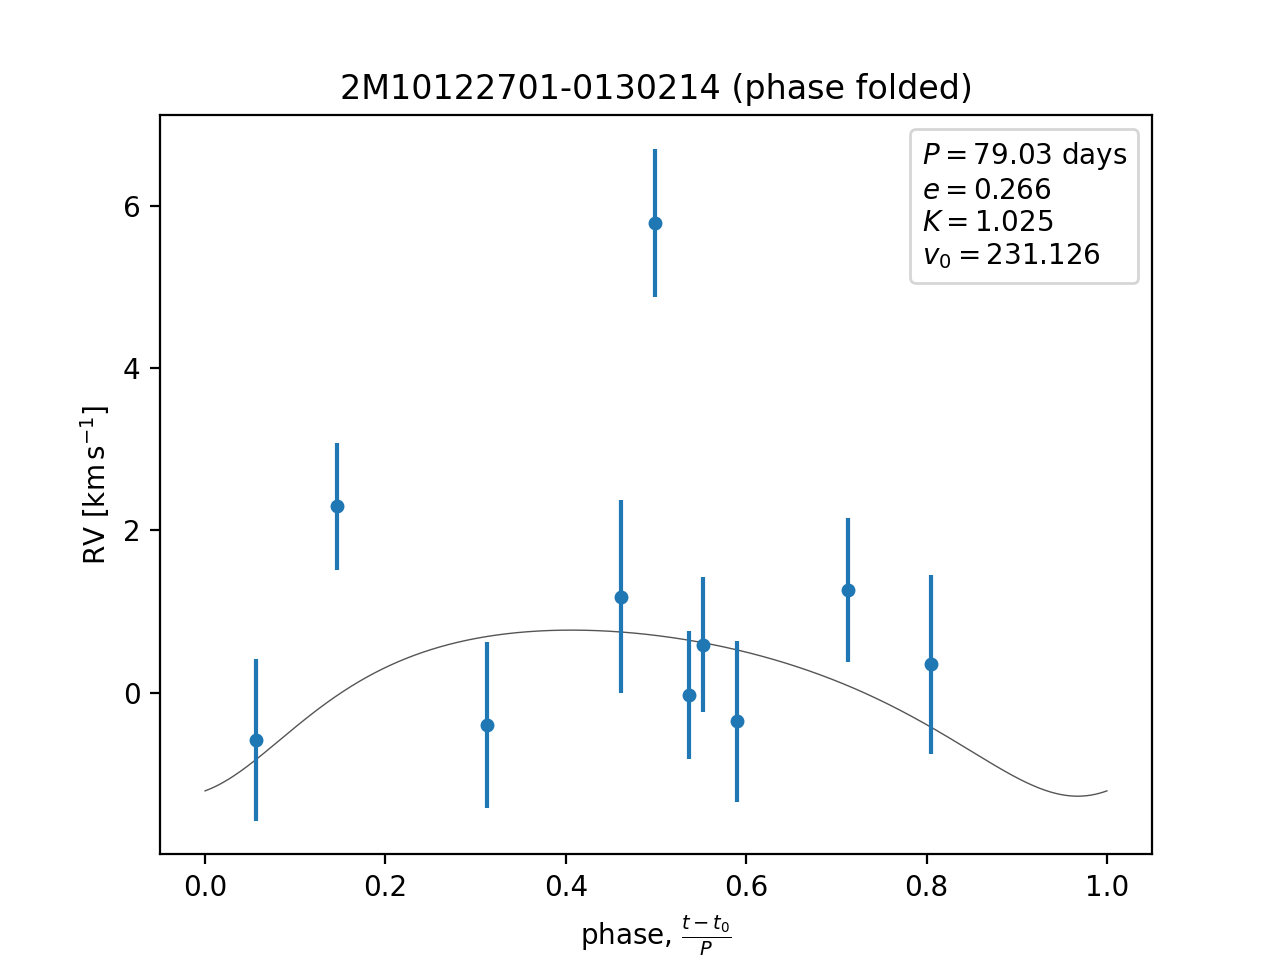 2M10122701-0130214 (phase folded)
P = 79.03 days
e = 0.266
K = 1.025
v₀ = 231.126
RV [km s⁻¹]
6
4
2
0
0.0 0.2 0.4 0.6 0.8 1.0
phase, (t − t₀)/P